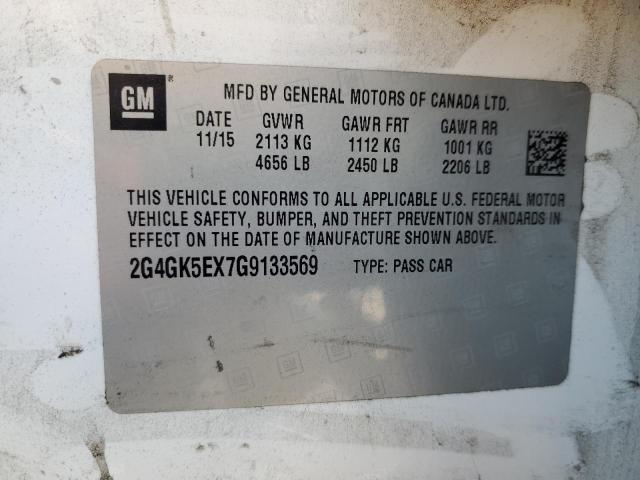 GM
MFD BY GENERAL MOTORS OF CANADA LTD.
DATE GVWR GAWR FRT GAWR RR
11/15 2113 KG 1112 KG 1001 KG
4656 LB 2450 LB 2206 LB
THIS VEHICLE CONFORMS TO ALL APPLICABLE U.S. FEDERAL MOTOR
VEHICLE SAFETY, BUMPER, AND THEFT PREVENTION STANDARDS IN
EFFECT ON THE DATE OF MANUFACTURE SHOWN ABOVE.
2G4GK5EX7G9133569 TYPE: PASS CAR